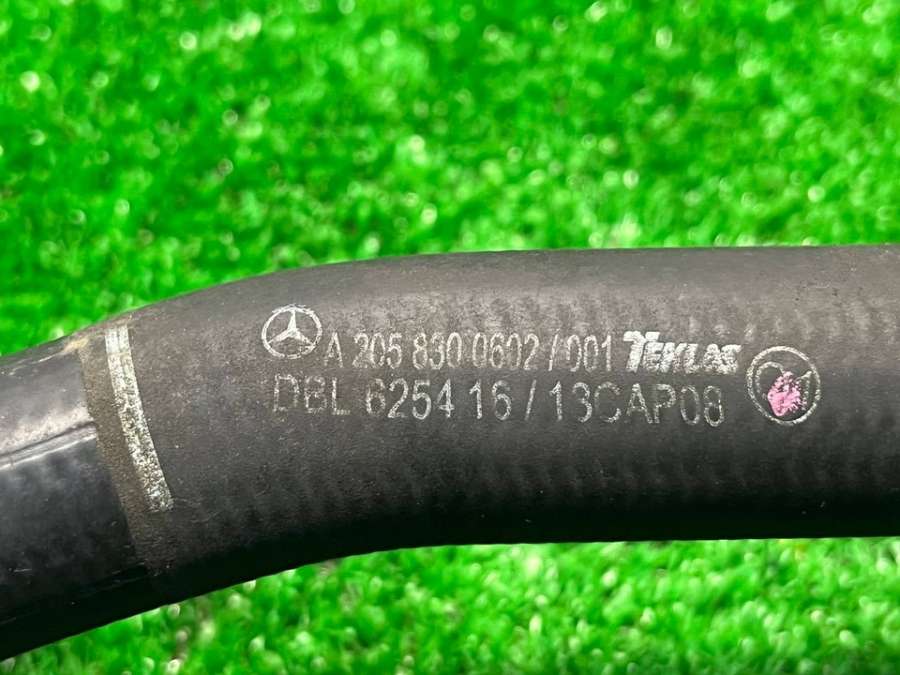 A 205 830 0602 / 001 TEKLAS
DBL 6254 16 / 13CAP08